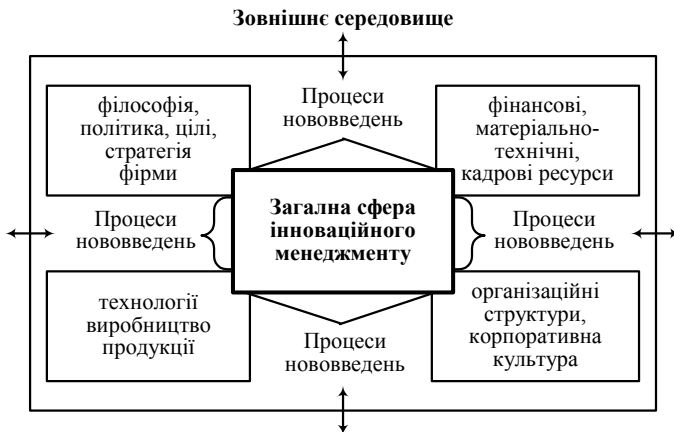 Зовнішнє середовище
філософія,
політика, цілі,
стратегія
фірми
Процеси
нововведень
фінансові,
матеріально-
технічні,
кадрові ресурси
Процеси
нововведень
Загална сфера
інноваційного
менеджменту
Процеси
нововведень
технології
виробництво
продукції
Процеси
нововведень
організаційні
структури,
корпоративна
культура